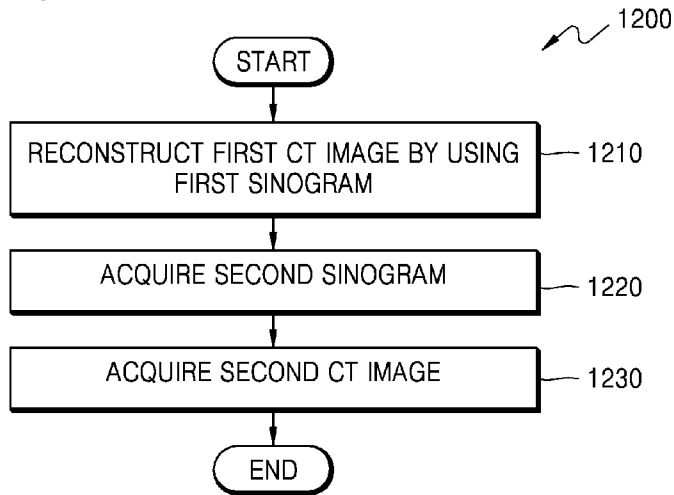 1200
START
RECONSTRUCT FIRST CT IMAGE BY USING
FIRST SINOGRAM
1210
ACQUIRE SECOND SINOGRAM
1220
ACQUIRE SECOND CT IMAGE
1230
END